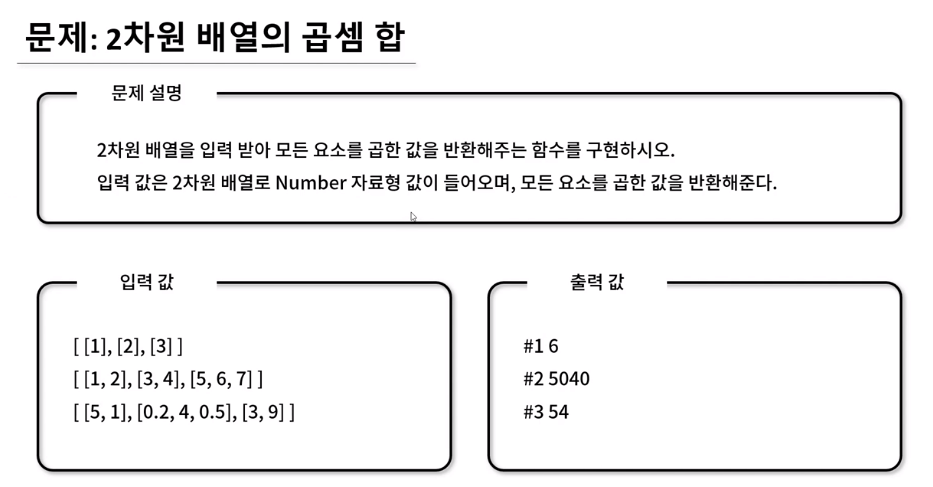 문제: 2차원 배열의 곱셈 합
문제 설명
2차원 배열을 입력 받아 모든 요소를 곱한 값을 반환해주는 함수를 구현하시오.
입력 값은 2차원 배열로 Number 자료형 값이 들어오며, 모든 요소를 곱한 값을 반환해준다.
입력 값
[ [1], [2], [3] ]
[ [1, 2], [3, 4], [5, 6, 7] ]
[ [5, 1], [0.2, 4, 0.5], [3, 9] ]
출력 값
#1 6
#2 5040
#3 54